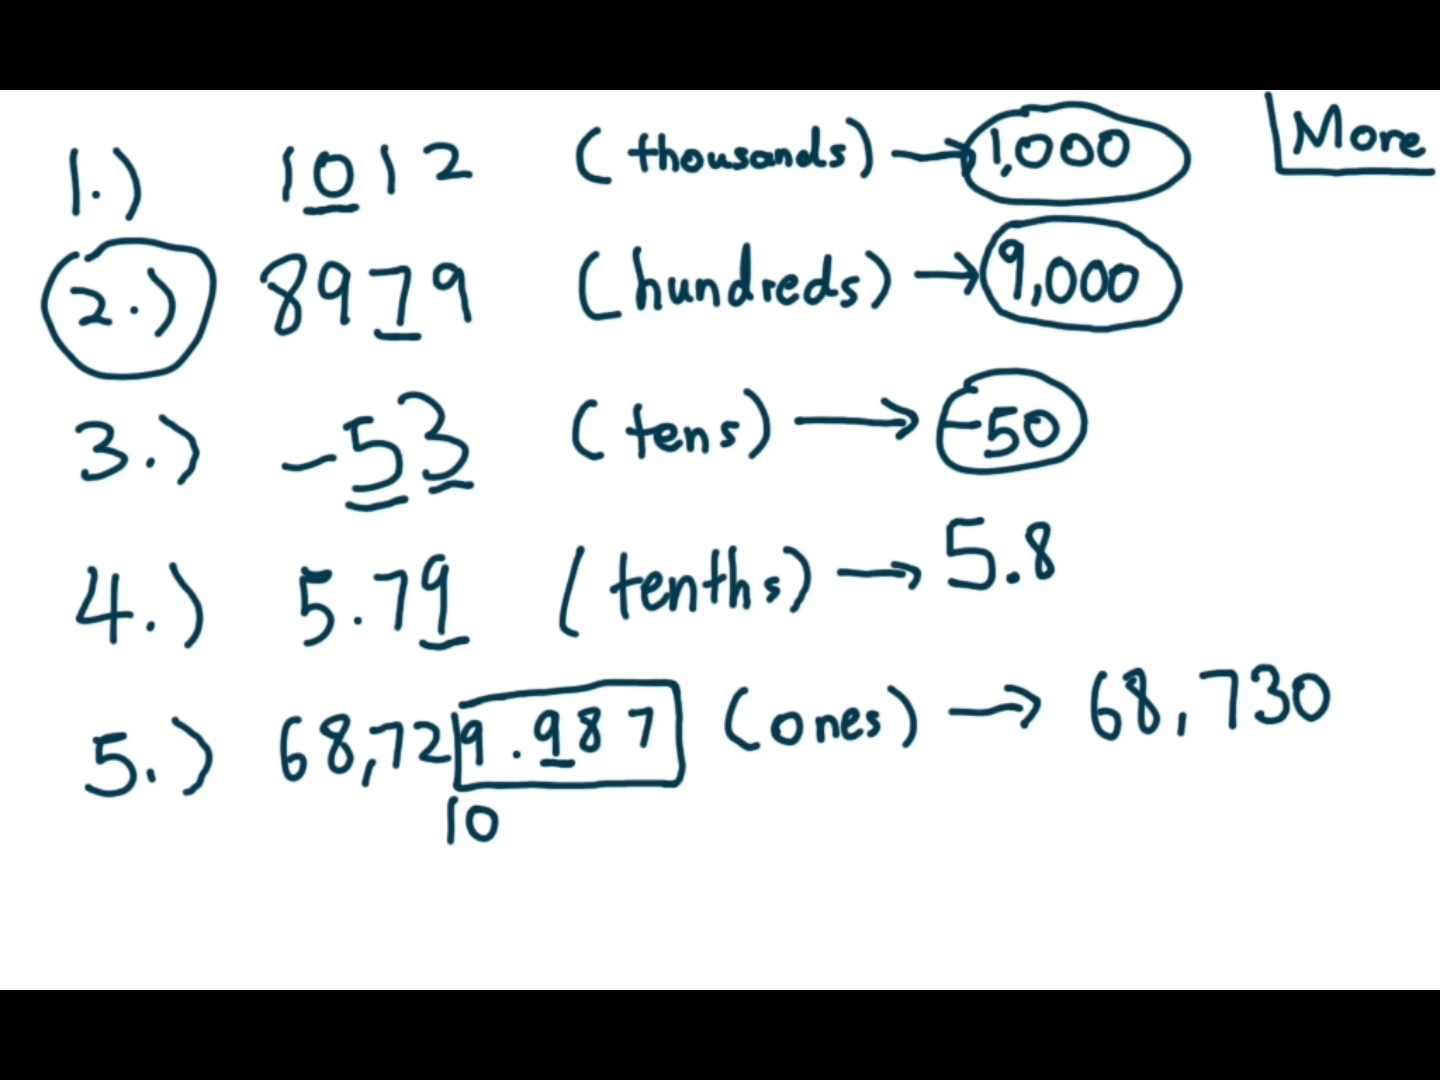 More
1.) 1012 (thousands) → 1,000
2.) 8979 (hundreds) → 9,000
3.) -53 (tens) → -50
4.) 5.79 (tenths) → 5.8
5.) 68,729.987 (ones) → 68,730
10